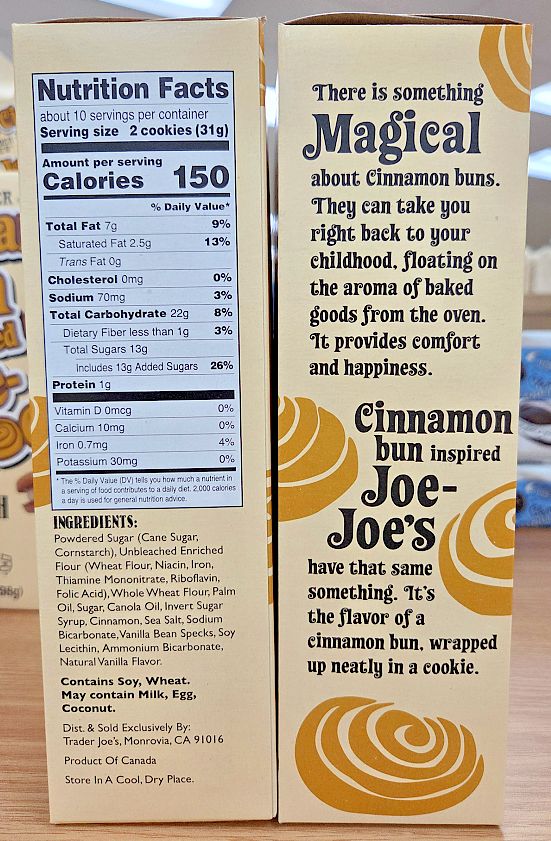 Nutrition Facts
about 10 servings per container
Serving size 2 cookies (31g)
Amount per serving
Calories 150
% Daily Value*
Total Fat 7g 9%
Saturated Fat 2.5g 13%
Trans Fat 0g
Cholesterol 0mg 0%
Sodium 70mg 3%
Total Carbohydrate 22g 8%
Dietary Fiber less than 1g 3%
Total Sugars 13g
Includes 13g Added Sugars 26%
Protein 1g
Vitamin D 0mcg 0%
Calcium 10mg 0%
Iron 0.7mg 4%
Potassium 30mg 0%
* The % Daily Value (DV) tells you how much a nutrient in
a serving of food contributes to a daily diet. 2,000 calories
a day is used for general nutrition advice.
INGREDIENTS:
Powdered Sugar (Cane Sugar,
Cornstarch), Unbleached Enriched
Flour (Wheat Flour, Niacin, Iron,
Thiamine Mononitrate, Riboflavin,
Folic Acid), Whole Wheat Flour, Palm
Oil, Sugar, Canola Oil, Invert Sugar
Syrup, Cinnamon, Sea Salt, Sodium
Bicarbonate, Vanilla Bean Specks, Soy
Lecithin, Ammonium Bicarbonate,
Natural Vanilla Flavor.
Contains Soy, Wheat.
May contain Milk, Egg,
Coconut.
Dist. & Sold Exclusively By:
Trader Joe's, Monrovia, CA 91016
Product Of Canada
Store In A Cool, Dry Place.
There is something
Magical
about Cinnamon buns.
They can take you
right back to your
childhood, floating on
the aroma of baked
goods from the oven.
It provides comfort
and happiness.
Cinnamon
bun inspired
Joe-
Joe's
have that same
something. It's
the flavor of a
cinnamon bun, wrapped
up neatly in a cookie.